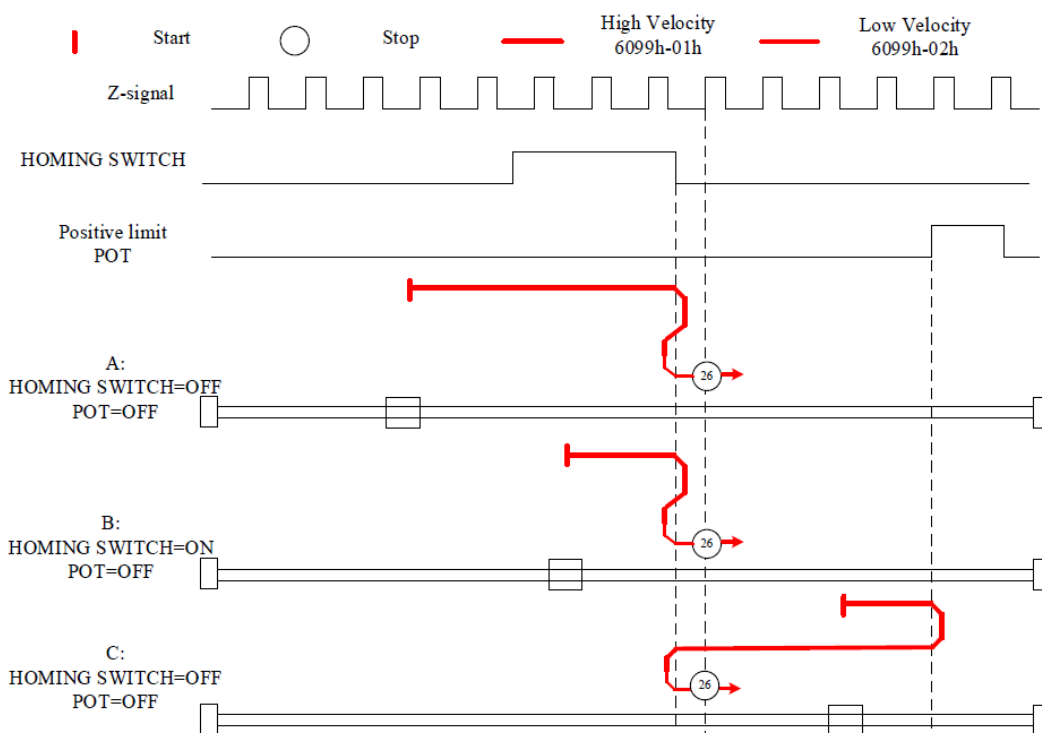 Start
Stop
High Velocity
6099h-01h
Low Velocity
6099h-02h
Z-signal
HOMING SWITCH
Positive limit
POT
26
A:
HOMING SWITCH=OFF
POT=OFF
26
B:
HOMING SWITCH=ON
POT=OFF
26
C:
HOMING SWITCH=OFF
POT=OFF